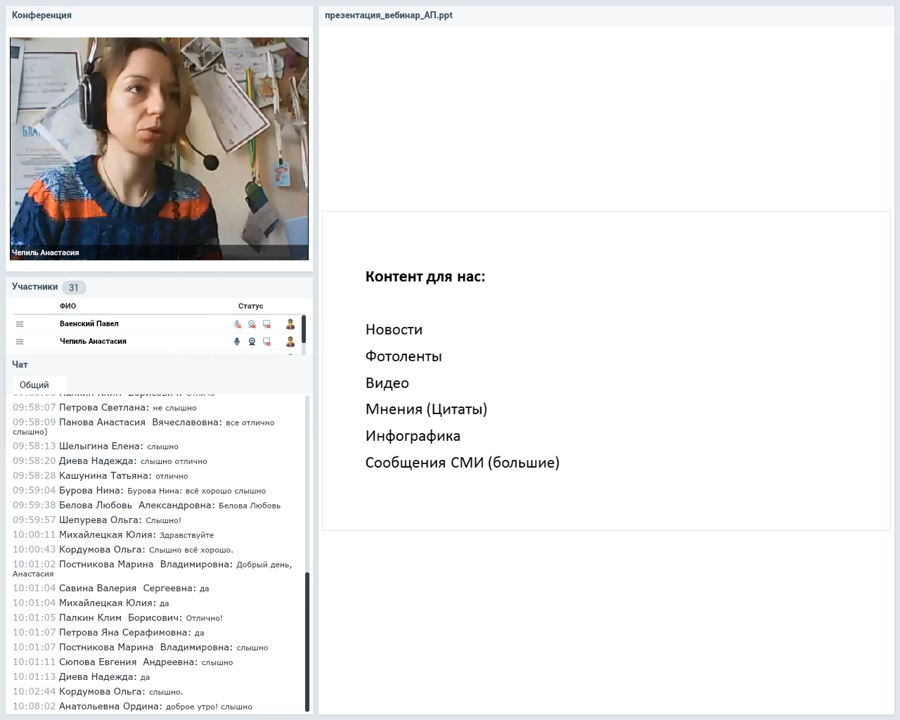 Конференция
БЛАГ
Чепиль Анастасия
Участники 31
ФИО Статус
Ваенский Павел
Чепиль Анастасия
Чат
Общий
09:58:07 Петрова Светлана: не слышно
09:58:09 Панова Анастасия Вячеславовна: все отлично
слышно)
09:58:13 Шелыгина Елена: слышно
09:58:20 Диева Надежда: слышно отлично
09:58:28 Кашунина Татьяна: отлично
09:59:04 Бурова Нина: Бурова Нина: всё хорошо слышно
09:59:38 Белова Любовь Александровна: Белова Любовь
09:59:57 Шепурева Ольга: Слышно!
10:00:11 Михайлецкая Юлия: Здравствуйте
10:00:43 Кордумова Ольга: Слышно всё хорошо.
10:01:02 Постникова Марина Владимировна: Добрый день,
Анастасия
10:01:04 Савина Валерия Сергеевна: да
10:01:04 Михайлецкая Юлия: да
10:01:05 Палкин Клим Борисович: Отлично!
10:01:07 Петрова Яна Серафимовна: да
10:01:07 Постникова Марина Владимировна: слышно
10:01:11 Сюпова Евгения Андреевна: слышно
10:01:13 Диева Надежда: да
10:02:44 Кордумова Ольга: слышно.
10:08:02 Анатольевна Ордина: доброе утро! слышно
презентация_вебинар_АП.ppt
Контент для нас:
Новости
Фотоленты
Видео
Мнения (Цитаты)
Инфографика
Сообщения СМИ (большие)